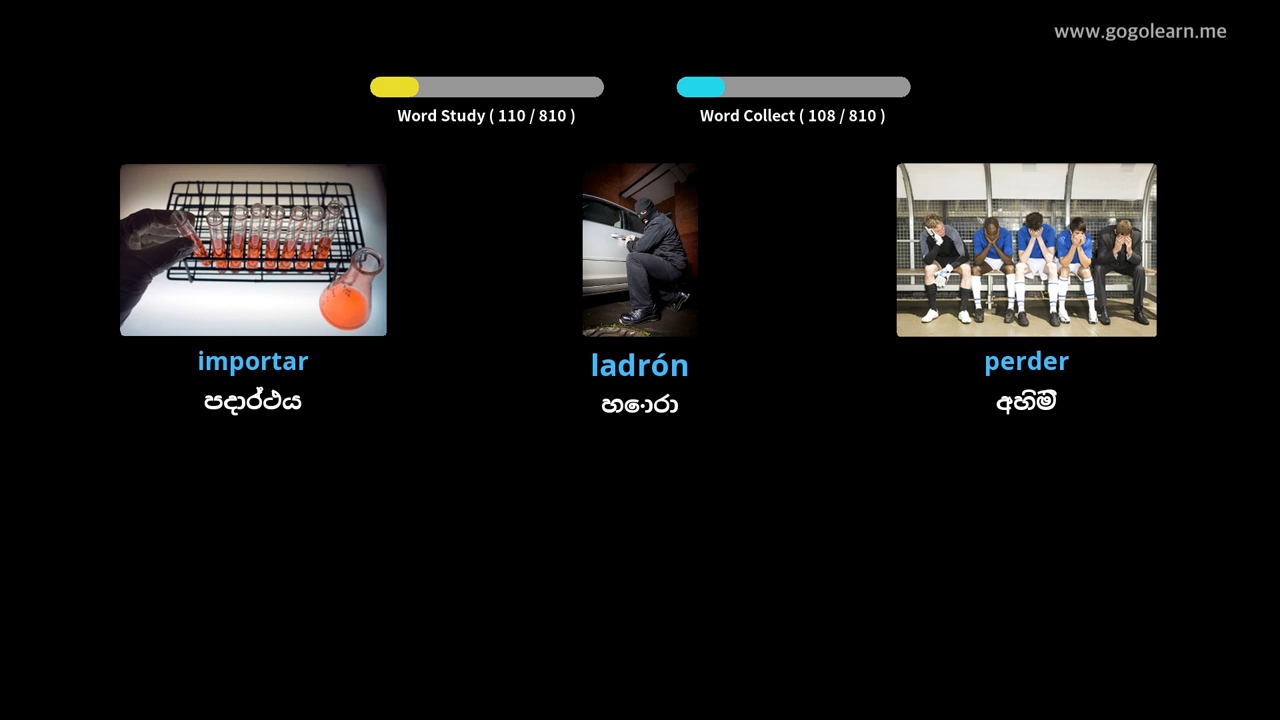 www.gogolearn.me
Word Study ( 110 / 810 )
Word Collect ( 108 / 810 )
importar
ladrón
perder
පදාර්ථය
හොරා
අහිමි